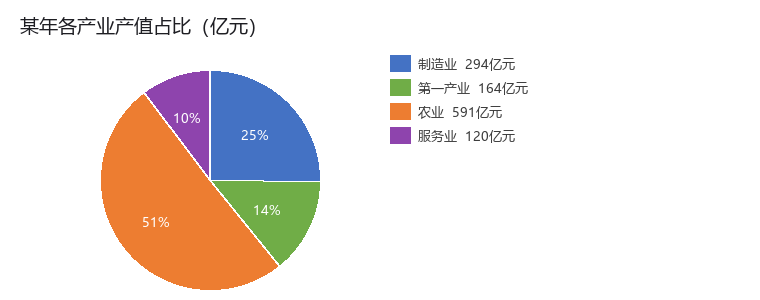 某年各产业产值占比（亿元）
制造业 294亿元
第一产业 164亿元
农业 591亿元
服务业 120亿元
10%
25%
14%
51%